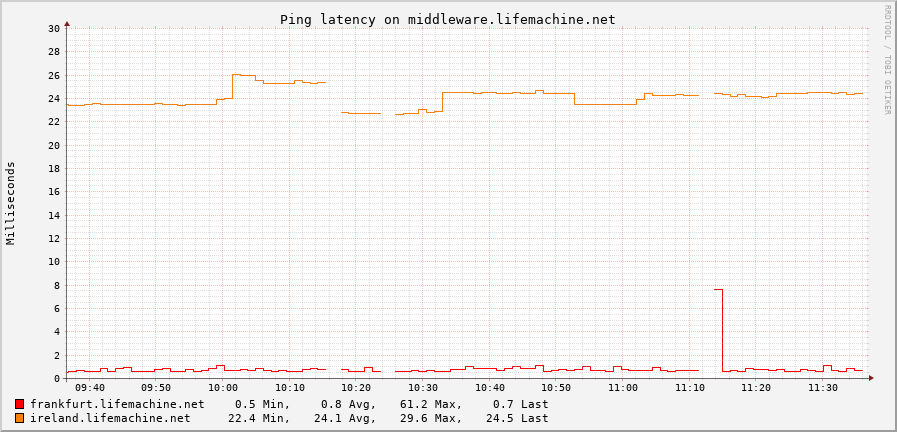 Ping latency on middleware.lifemachine.net
RRDTOOL / TOBI OETIKER
Milliseconds
30
28
26
24
22
20
18
16
14
12
10
8
6
4
2
0
09:40 09:50 10:00 10:10 10:20 10:30 10:40 10:50 11:00 11:10 11:20 11:30
frankfurt.lifemachine.net 0.5 Min, 0.8 Avg, 61.2 Max, 0.7 Last
ireland.lifemachine.net 22.4 Min, 24.1 Avg, 29.6 Max, 24.5 Last